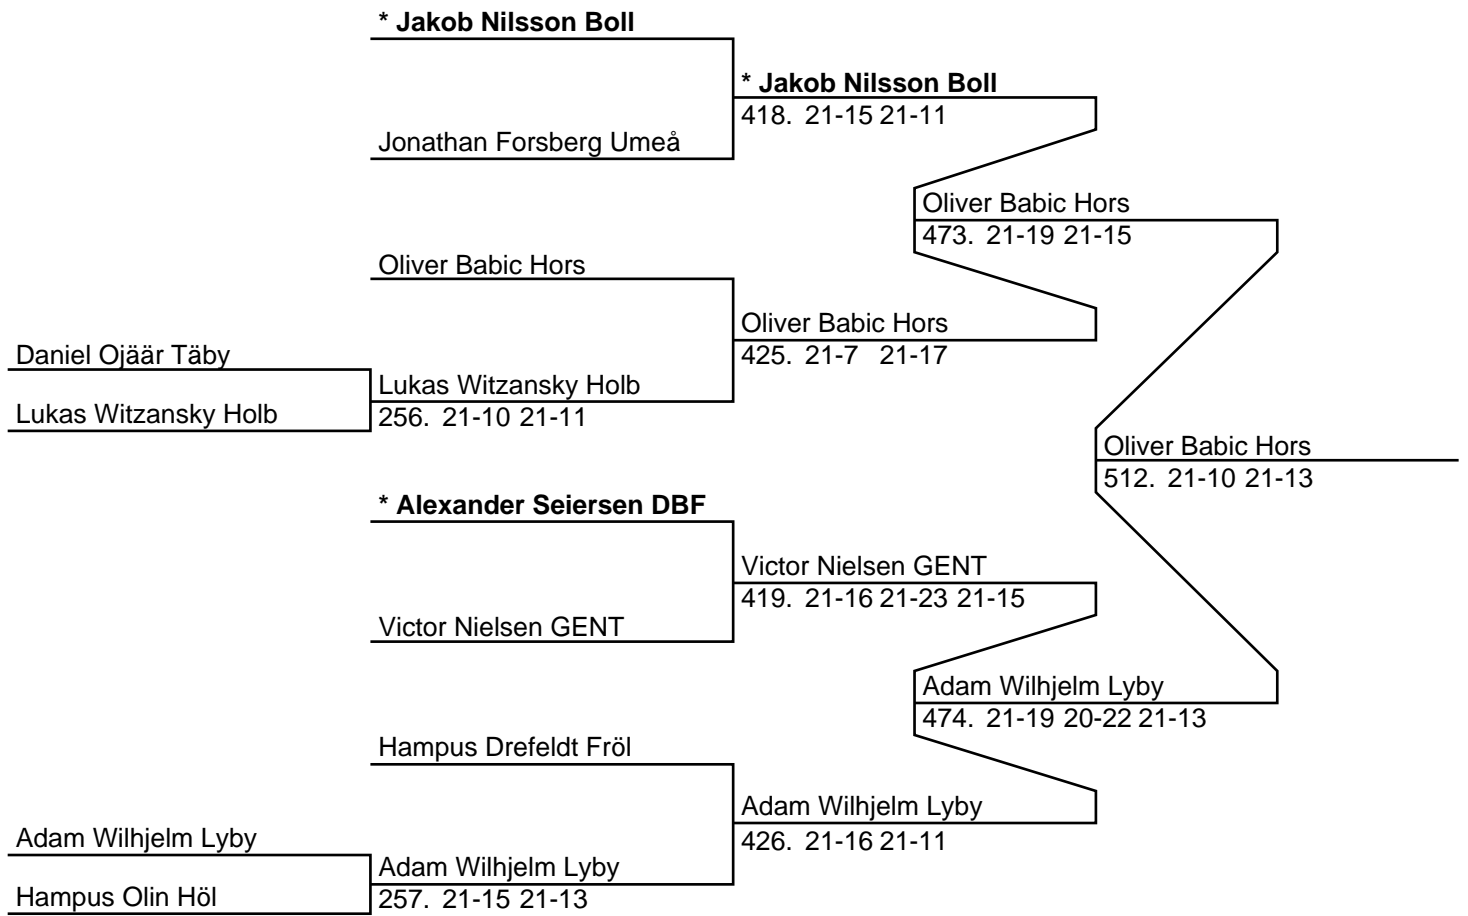 * Jakob Nilsson Boll
* Jakob Nilsson Boll
418. 21-15 21-11
Jonathan Forsberg Umeå
Oliver Babic Hors
473. 21-19 21-15
Oliver Babic Hors
Oliver Babic Hors
425. 21-7 21-17
Daniel Ojäär Täby
Lukas Witzansky Holb
Lukas Witzansky Holb
256. 21-10 21-11
Oliver Babic Hors
512. 21-10 21-13
* Alexander Seiersen DBF
Victor Nielsen GENT
419. 21-16 21-23 21-15
Victor Nielsen GENT
Adam Wilhjelm Lyby
474. 21-19 20-22 21-13
Hampus Drefeldt Fröl
Adam Wilhjelm Lyby
426. 21-16 21-11
Adam Wilhjelm Lyby
Adam Wilhjelm Lyby
Hampus Olin Höl
257. 21-15 21-13